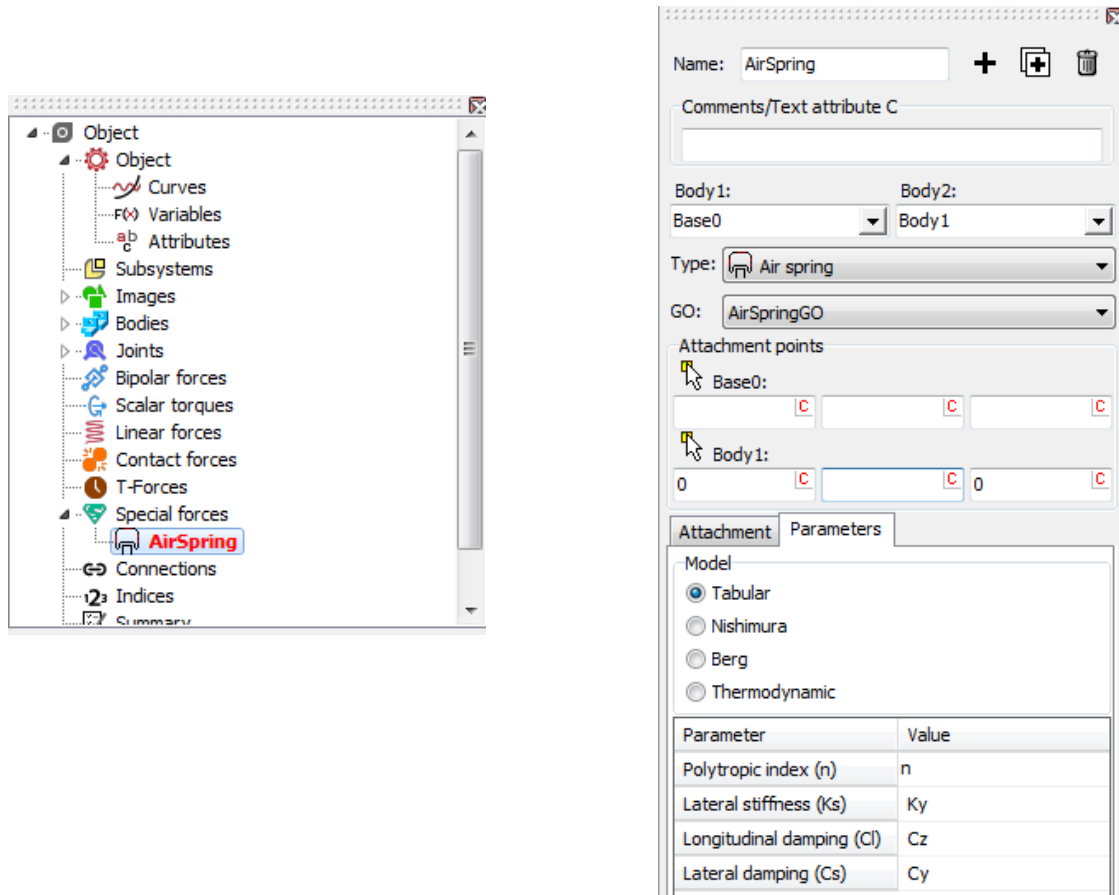 Object
Object
Curves
F(x) Variables
ab
c Attributes
Subsystems
Images
Bodies
Joints
Bipolar forces
Scalar torques
Linear forces
Contact forces
T-Forces
Special forces
AirSpring
Connections
123 Indices
Summary
Name: AirSpring
Comments/Text attribute C
Body1: Body2:
Base0 Body1
Type: Air spring
GO: AirSpringGO
Attachment points
Base0:
C C C
Body1:
0 C C 0 C
Attachment Parameters
Model
Tabular
Nishimura
Berg
Thermodynamic
Parameter Value
Polytropic index (n) n
Lateral stiffness (Ks) Ky
Longitudinal damping (Cl) Cz
Lateral damping (Cs) Cy